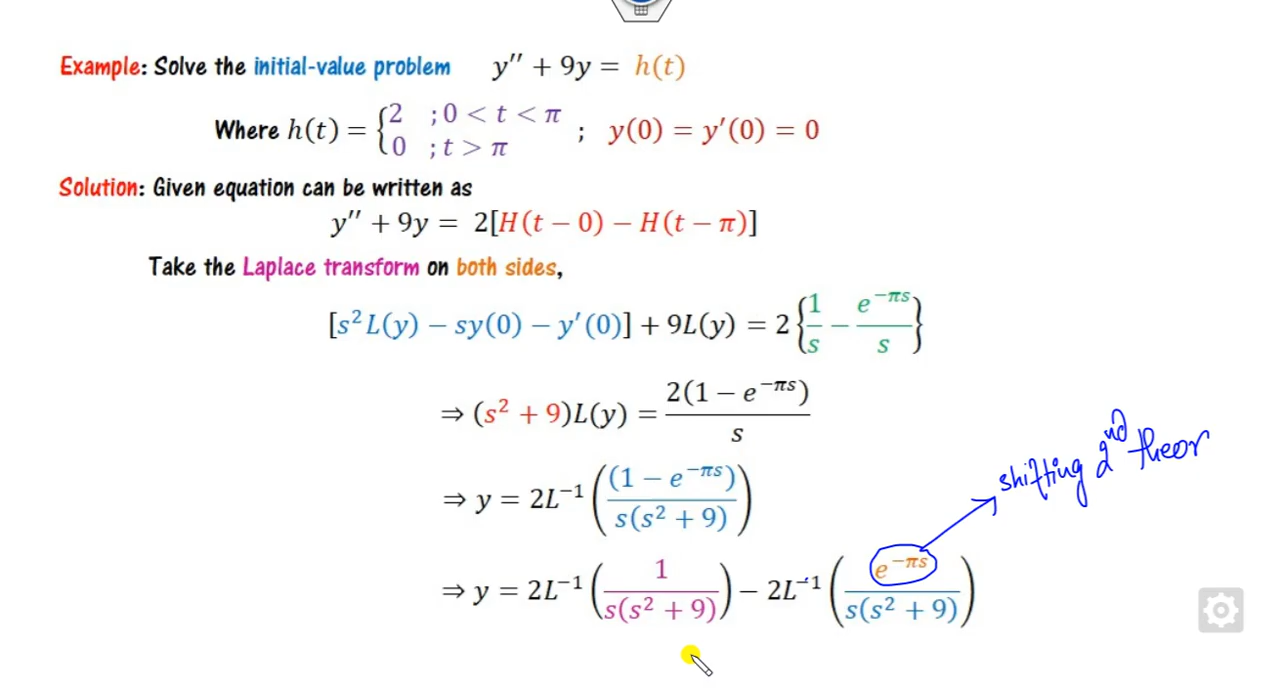 Example: Solve the initial-value problem y″ + 9y = h(t)
Where h(t) = {2 ; 0 < t < π
0 ; t > π ; y(0) = y′(0) = 0
Solution: Given equation can be written as
y″ + 9y = 2[H(t − 0) − H(t − π)]
Take the Laplace transform on both sides,
[s²L(y) − sy(0) − y′(0)] + 9L(y) = 2{1/s − e^{−πs}/s}
⇒ (s² + 9)L(y) = 2(1 − e^{−πs})/s
shifting 2nd theor
⇒ y = 2L⁻¹((1 − e^{−πs})/s(s² + 9))
⇒ y = 2L⁻¹(1/s(s² + 9)) − 2L⁻¹(e^{−πs}/s(s² + 9))